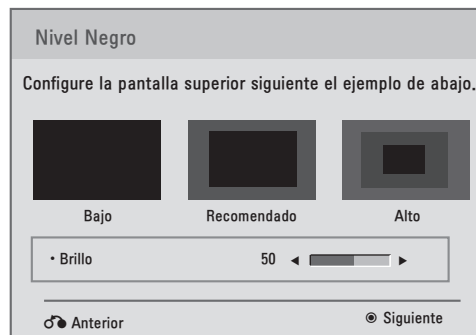 Nivel Negro
Configure la pantalla superior siguiente el ejemplo de abajo.
Bajo Recomendado Alto
• Brillo 50 ◄ ►
Anterior Siguiente